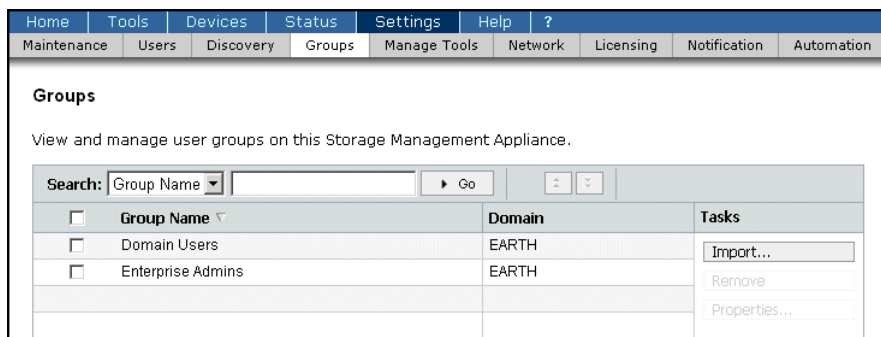 Home Tools Devices Status Settings Help ?
Maintenance Users Discovery Groups Manage Tools Network Licensing Notification Automation
Groups
View and manage user groups on this Storage Management Appliance.
Search: Group Name Go
Group Name Domain Tasks
Domain Users EARTH Import...
Enterprise Admins EARTH Remove
Properties...